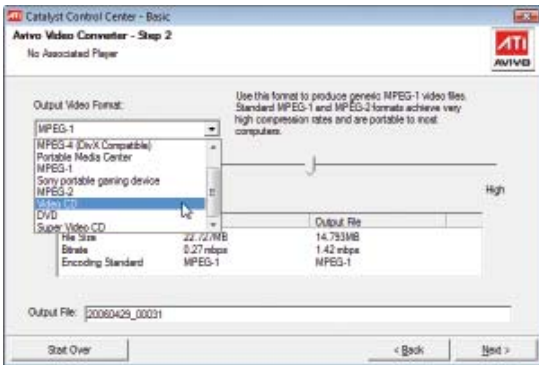 ATI Catalyst Control Center - Basic
Avivo Video Converter - Step 2
No Associated Player
ATI
AVIVO
Output Video Format:
MPEG-1
Use this format to produce generic MPEG-1 video files.
Standard MPEG-1 and MPEG-2 formats achieve very
high compression rates and are portable to most
computers.
MPEG-4 (DivX Compatible)
Portable Media Center
MPEG-1
Sony portable gaming device
MPEG-2
Video CD
DVD
Super Video CD
High
Output File
File Size 22.727MB 14.793MB
Bitrate 0.27 mbps 1.42 mbps
Encoding Standard MPEG-1 MPEG-1
Output File: 20060429_00031
Start Over
< Back
Next >